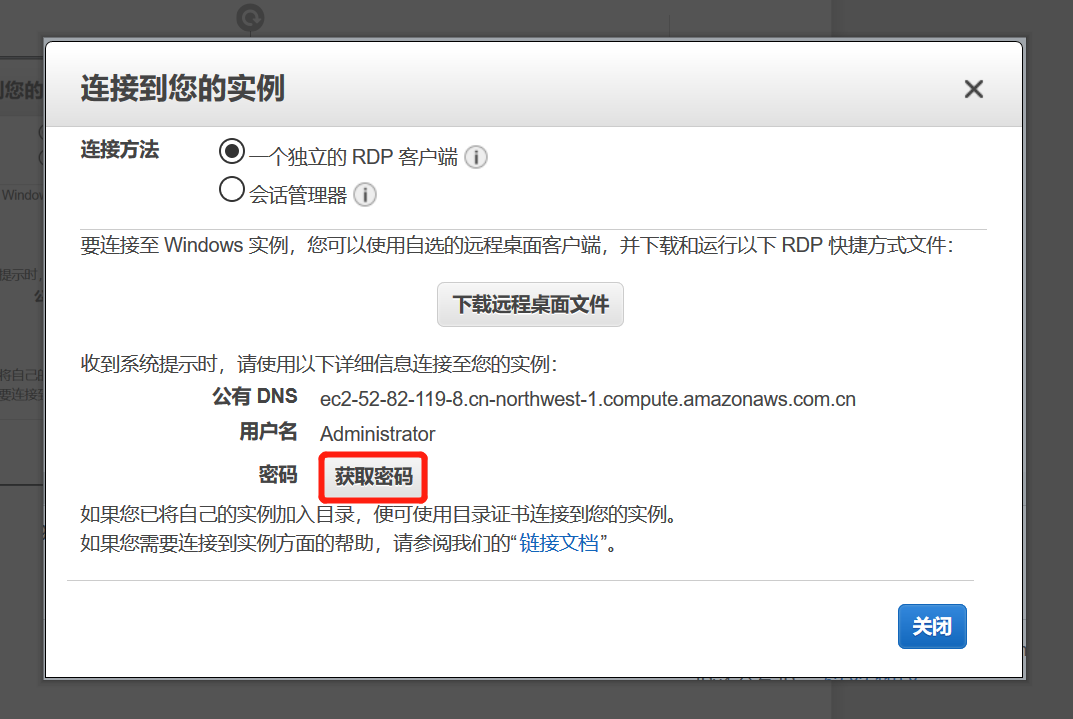 连接到您的实例
连接方法
一个独立的 RDP 客户端
会话管理器
要连接至 Windows 实例，您可以使用自选的远程桌面客户端，并下载和运行以下 RDP 快捷方式文件：
下载远程桌面文件
收到系统提示时，请使用以下详细信息连接至您的实例：
公有 DNS ec2-52-82-119-8.cn-northwest-1.compute.amazonaws.com.cn
用户名 Administrator
密码 获取密码
如果您已将自己的实例加入目录，便可使用目录证书连接到您的实例。
如果您需要连接到实例方面的帮助，请参阅我们的“链接文档”。
关闭